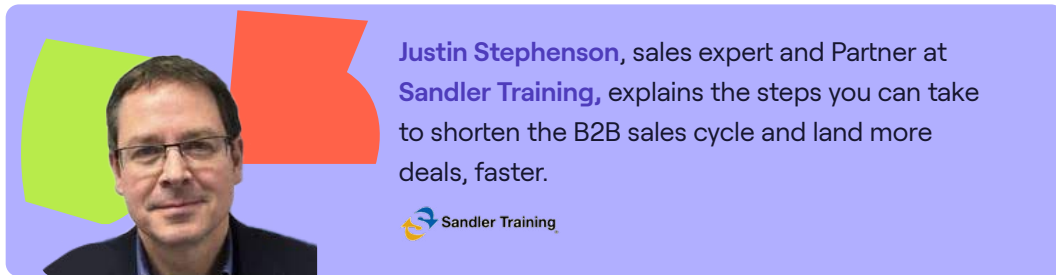 Justin Stephenson, sales expert and Partner at
Sandler Training, explains the steps you can take
to shorten the B2B sales cycle and land more
deals, faster.
Sandler Training